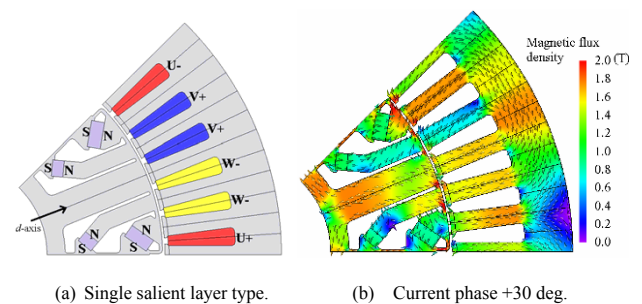 U-
V+
V+
W-
W-
U+
S
N
S
N
N
S
N
S
d-axis
Magnetic flux
density
2.0 (T)
1.8
1.6
1.4
1.2
1.0
0.8
0.6
0.4
0.2
0.0
(a) Single salient layer type.
(b) Current phase +30 deg.